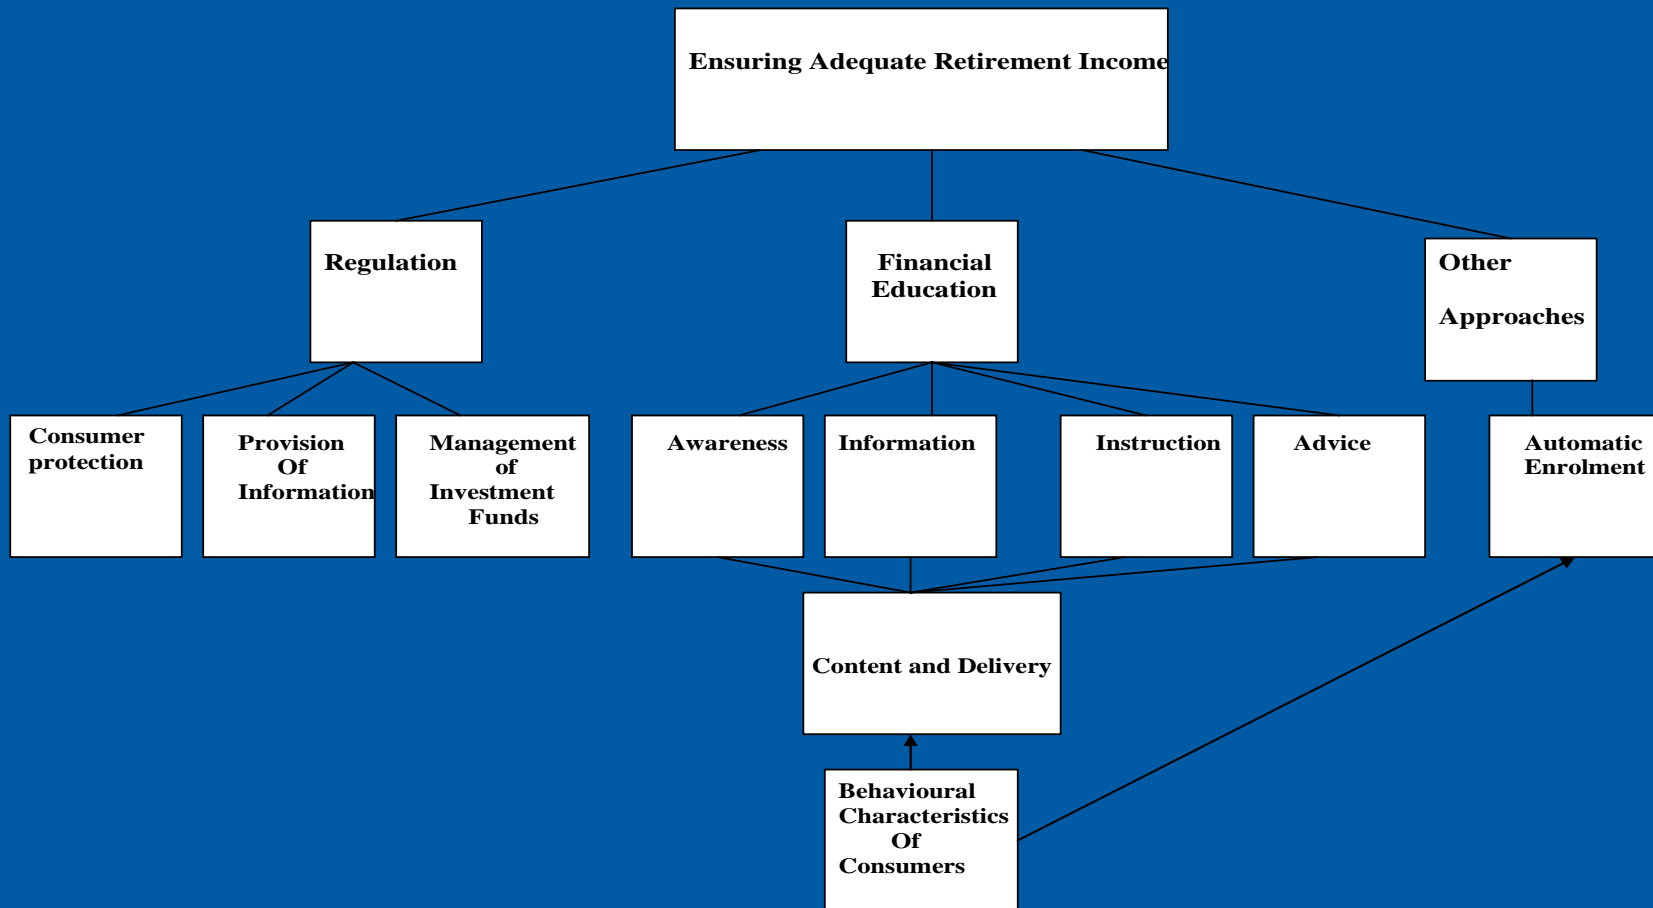 Ensuring Adequate Retirement Income
Regulation
Financial
Education
Other
Approaches
Consumer
protection
Provision
Of
Information
Management
of
Investment
Funds
Awareness
Information
Instruction
Advice
Automatic
Enrolment
Content and Delivery
Behavioural
Characteristics
Of
Consumers